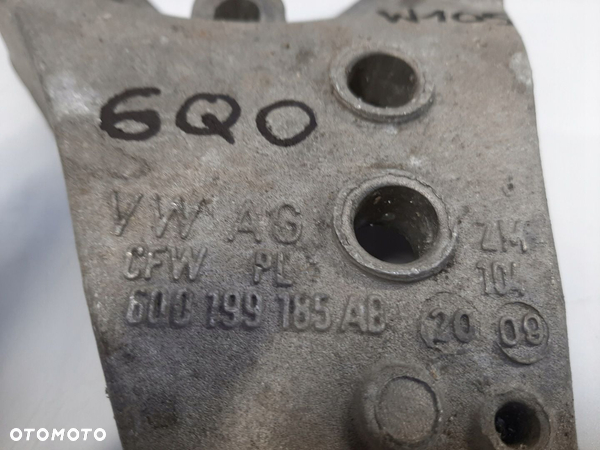 W105
6Q0
VW AG
CFW PL
ZM
104
6Q0 199 185 AB
20 09
OTOMOTO